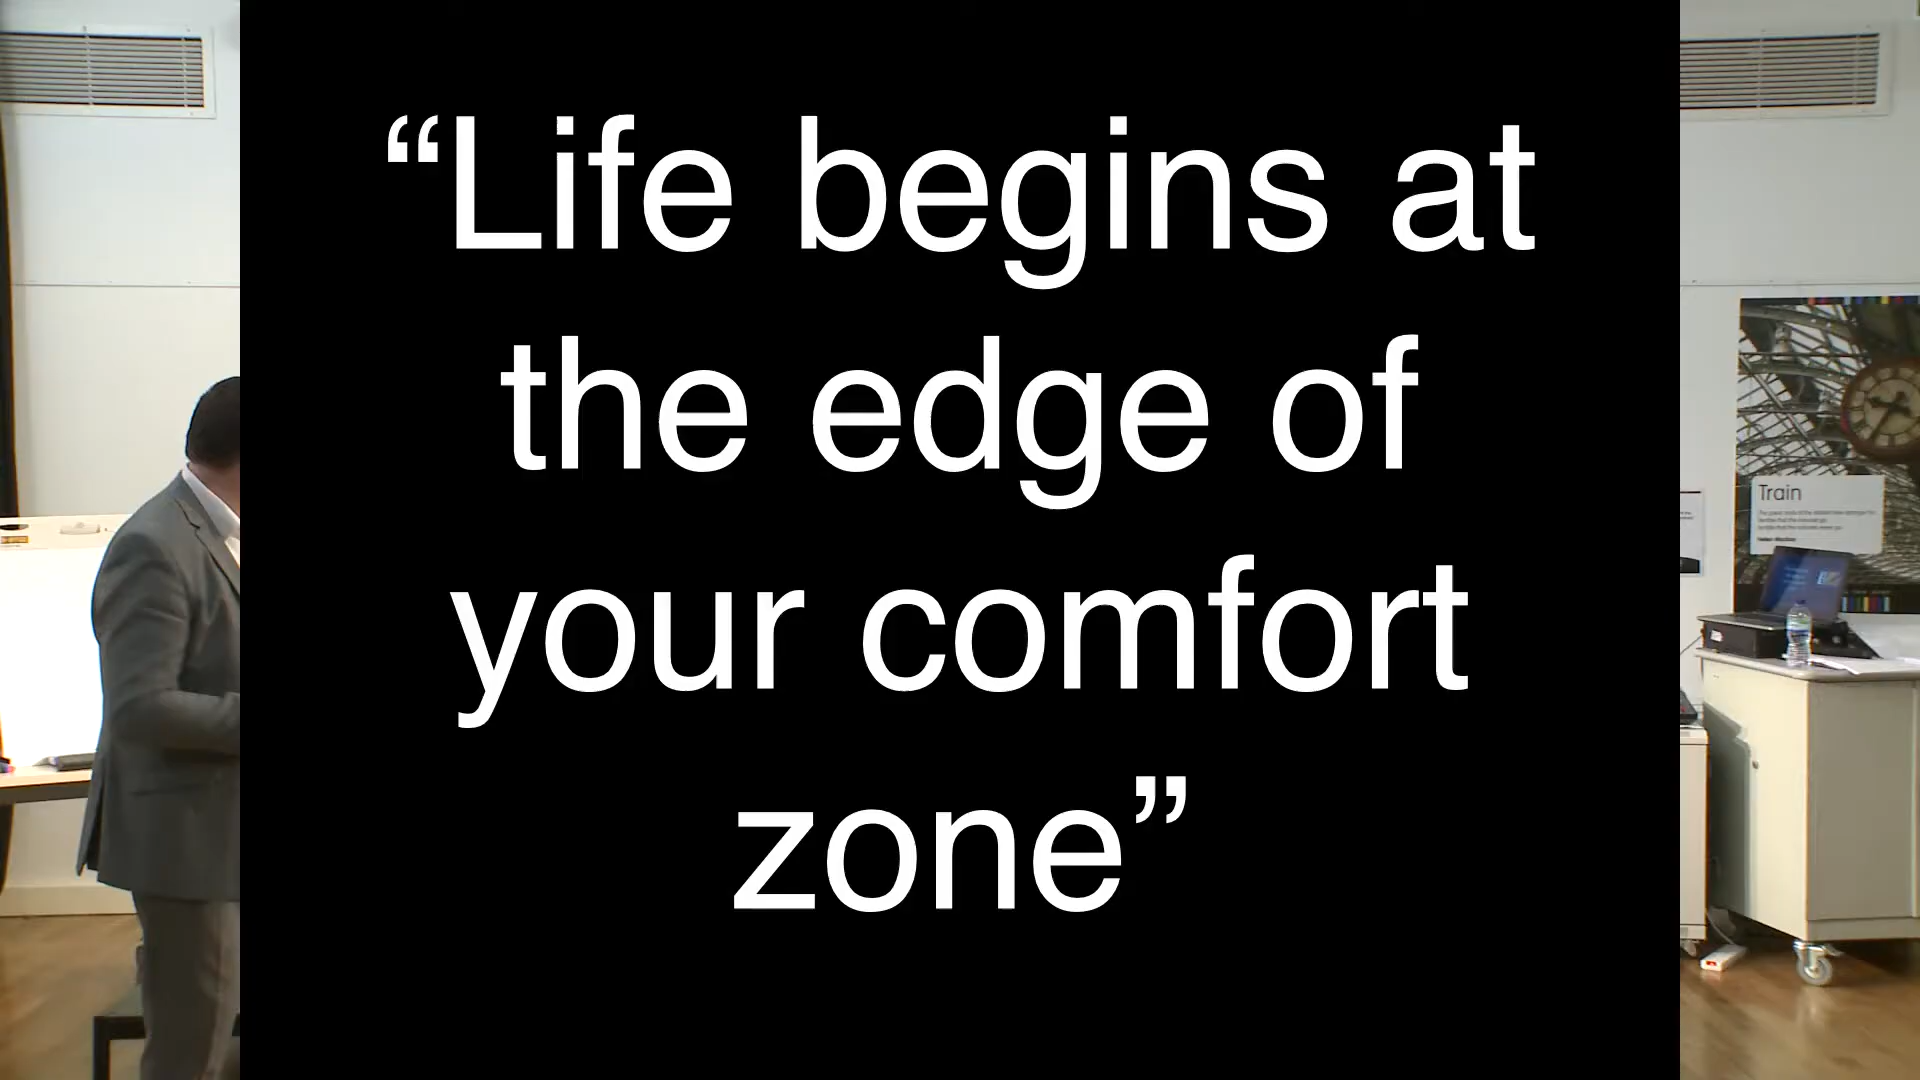 “Life begins at
the edge of
your comfort
zone”
Train